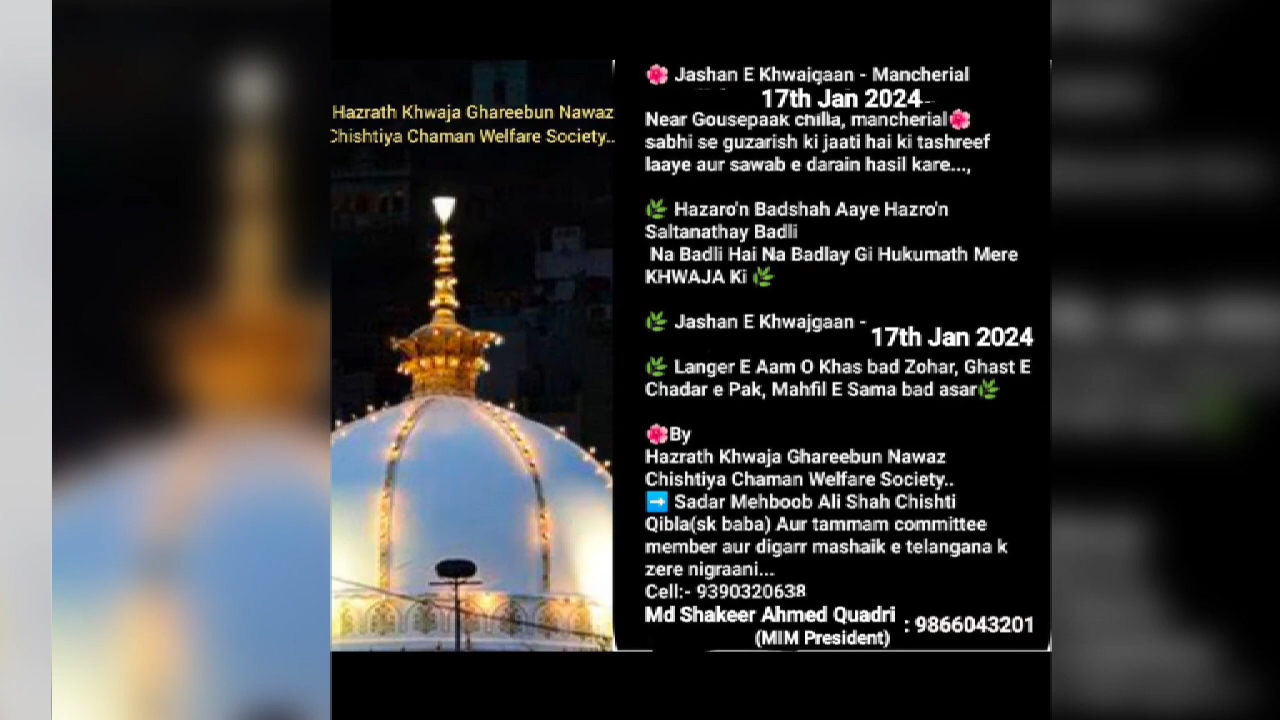 Hazrath Khwaja Ghareebun Nawaz
Chishtiya Chaman Welfare Society..
🌺 Jashan E Khwajgaan - Mancherial
17th Jan 2024
Near Gousepaak chilla, mancherial🌺
sabhi se guzarish ki jaati hai ki tashreef
laaye aur sawab e darain hasil kare...,
🌿 Hazaro'n Badshah Aaye Hazro'n
Saltanathay Badli
Na Badli Hai Na Badlay Gi Hukumath Mere
KHWAJA Ki 🌿
🌿 Jashan E Khwajgaan -
17th Jan 2024
🌿 Langer E Aam O Khas bad Zohar, Ghast E
Chadar e Pak, Mahfil E Sama bad asar🌿
🌺By
Hazrath Khwaja Ghareebun Nawaz
Chishtiya Chaman Welfare Society..
➡️ Sadar Mehboob Ali Shah Chishti
Qibla(sk baba) Aur tammam committee
member aur digarr mashaik e telangana k
zere nigraani...
Cell:- 9390320638
Md Shakeer Ahmed Quadri : 9866043201
(MIM President)